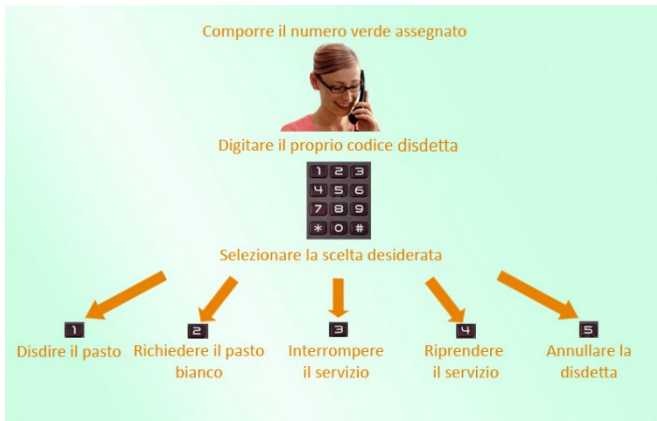 Comporre il numero verde assegnato
Digitare il proprio codice disdetta
1 2 3
4 5 6
7 8 9
* 0 #
Selezionare la scelta desiderata
1 2 3 4 5
Disdire il pasto
Richiedere il pasto
bianco
Interrompere
il servizio
Riprendere
il servizio
Annullare la
disdetta